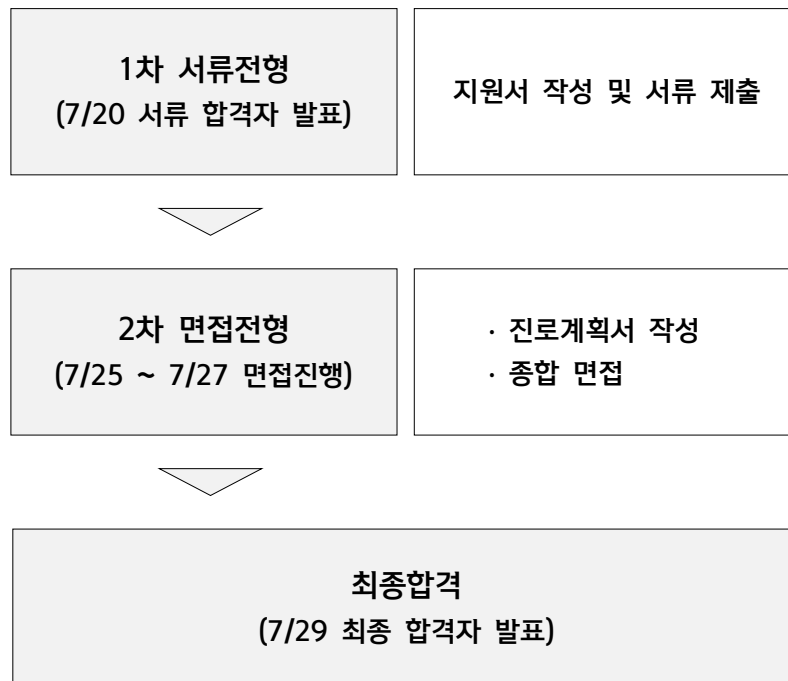 1차 서류전형
(7/20 서류 합격자 발표)
지원서 작성 및 서류 제출
2차 면접전형
(7/25 ~ 7/27 면접진행)
· 진로계획서 작성
· 종합 면접
최종합격
(7/29 최종 합격자 발표)